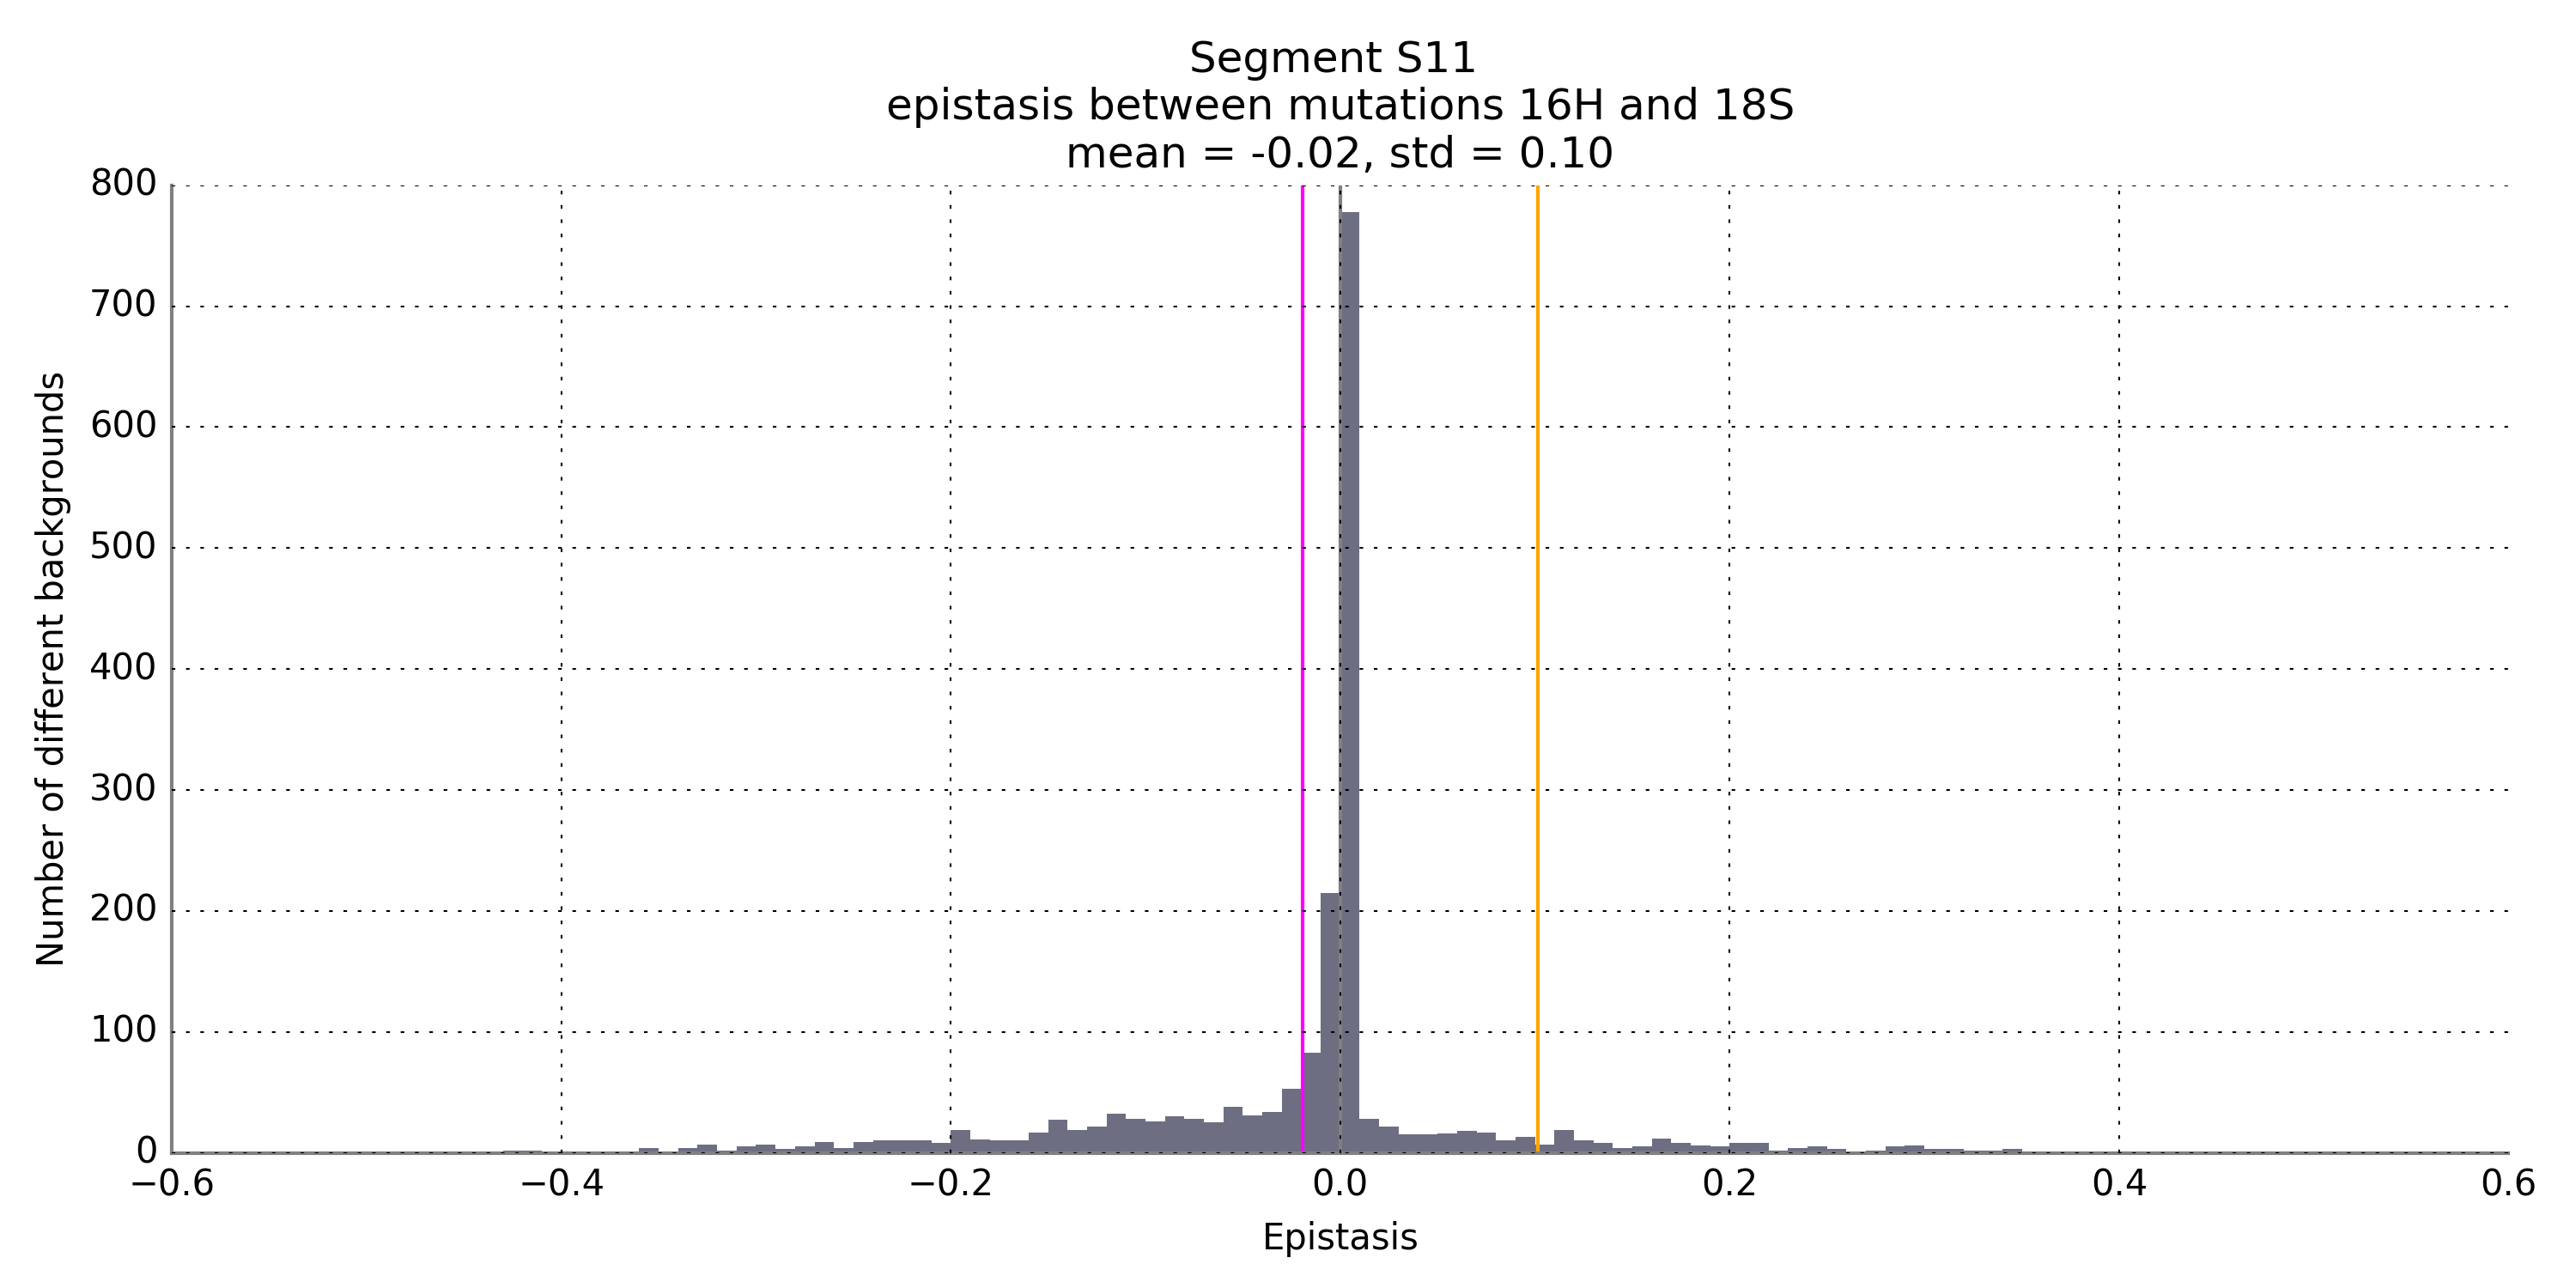 Segment S11
epistasis between mutations 16H and 18S
mean = -0.02, std = 0.10
800
700
600
500
400
300
200
100
0
Number of different backgrounds
−0.6 −0.4 −0.2 0.0 0.2 0.4 0.6
Epistasis